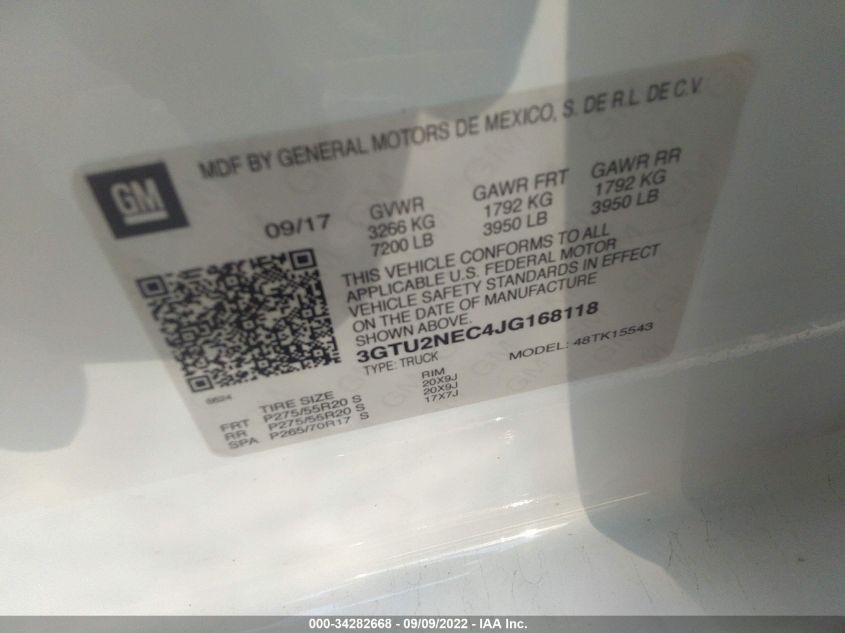 MDF BY GENERAL MOTORS DE MEXICO, S. DE R.L. DE C.V.
GM
09/17
GVWR
3266 KG
7200 LB
GAWR FRT
1792 KG
3950 LB
GAWR RR
1792 KG
3950 LB
THIS VEHICLE CONFORMS TO ALL
APPLICABLE U.S. FEDERAL MOTOR
VEHICLE SAFETY STANDARDS IN EFFECT
ON THE DATE OF MANUFACTURE
SHOWN ABOVE.
3GTU2NEC4JG168118
TYPE: TRUCK
MODEL: 48TK15543
6624
TIRE SIZE RIM
FRT P275/55R20 S 20X9J
RR P275/55R20 S 20X9J
SPA P265/70R17 S 17X7J
000-34282668 - 09/09/2022 - IAA Inc.